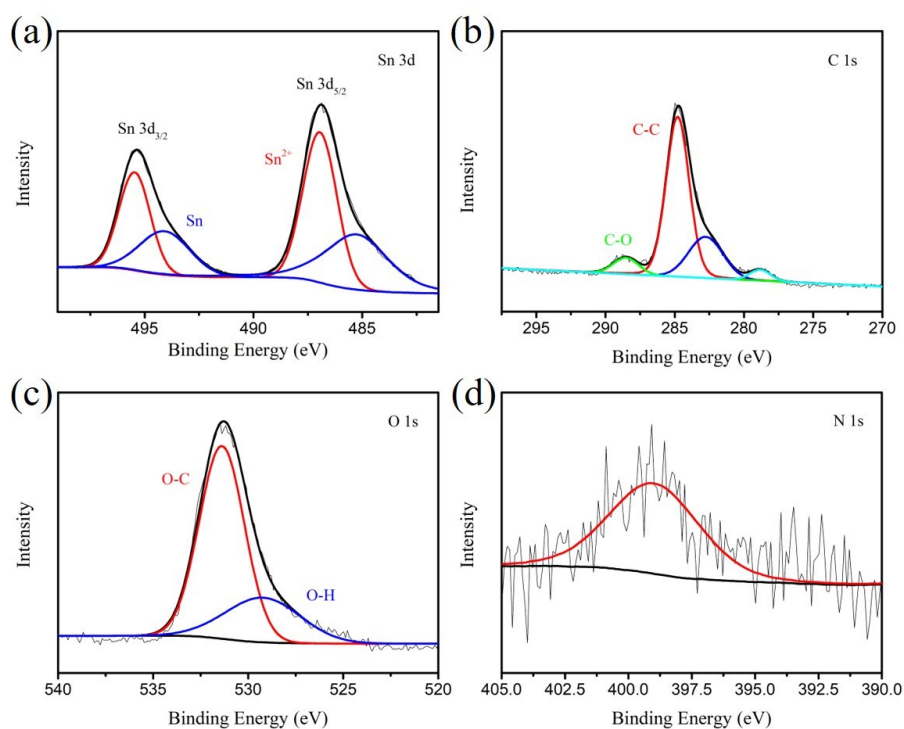 (a)
Sn 3d
Sn 3d5/2
Sn 3d3/2
Sn2+
Sn
Intensity
495
490
485
Binding Energy (eV)
(b)
C 1s
C-C
C-O
Intensity
295
290
285
280
275
270
Binding Energy (eV)
(c)
O 1s
O-C
O-H
Intensity
540
535
530
525
520
Binding Energy (eV)
(d)
N 1s
Intensity
405.0
402.5
400.0
397.5
395.0
392.5
390.0
Binding Energy (eV)